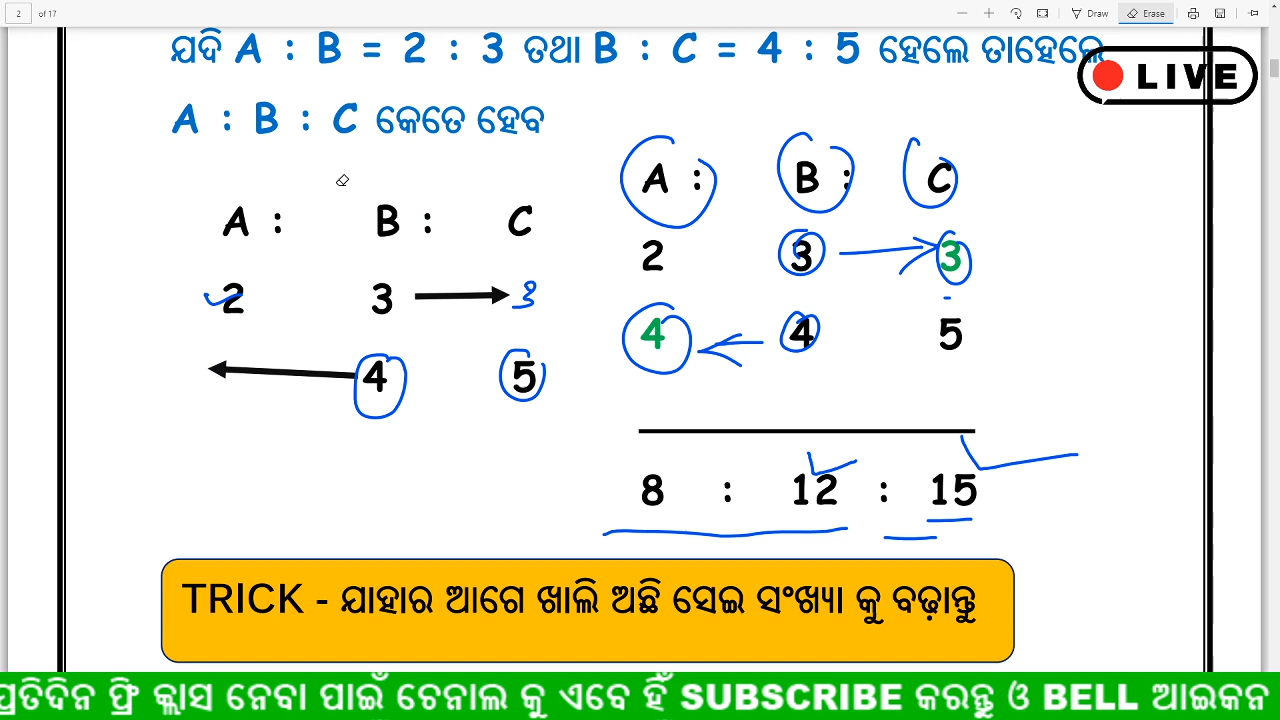 2 of 17 Draw Erase
ଯଦି A : B = 2 : 3 ତଥା B : C = 4 : 5 ହେଲେ ତାହେଲେ
LIVE
A : B : C କେତେ ହେବ
A : B : C
2 3 3
4 5
A : B : C
2 3 3
4 4 5
8 : 12 : 15
TRICK - ଯାହାର ଆଗେ ଖାଲି ଅଛି ସେଇ ସଂଖ୍ୟା କୁ ବଢ଼ାନ୍ତୁ
ପ୍ରତିଦିନ ଫ୍ରି କ୍ଲାସ ନେବା ପାଇଁ ଚେନାଲ କୁ ଏବେ ହିଁ SUBSCRIBE କରନ୍ତୁ ଓ BELL ଆଇକନ